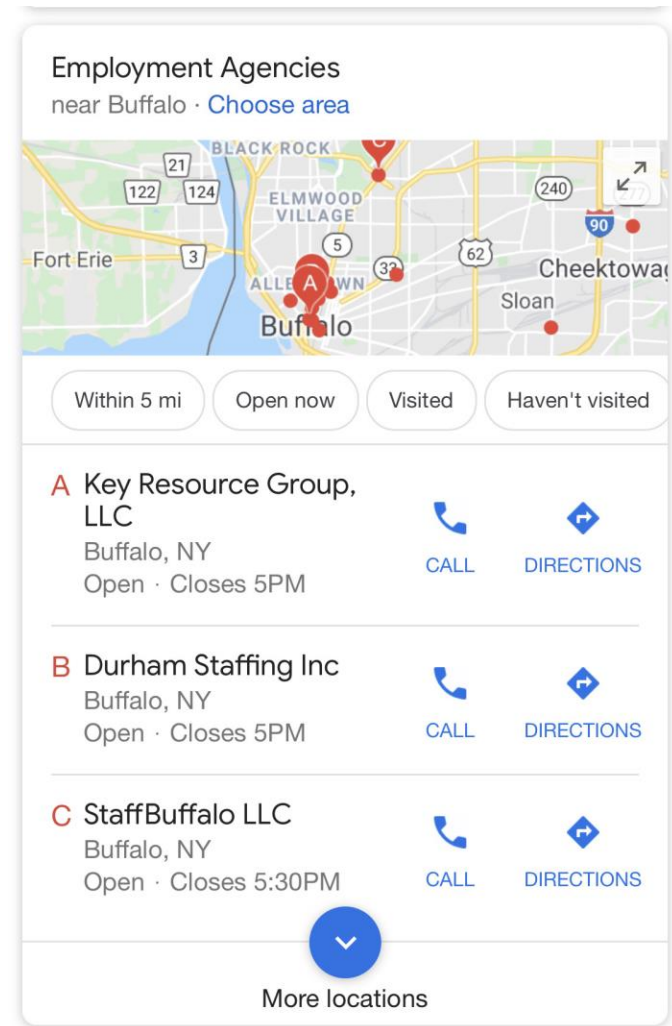 Employment Agencies
near Buffalo · Choose area
BLACK ROCK
C
21
122
124
ELMWOOD
VILLAGE
240
90
5
Fort Erie
3
33
62
Cheektowa
A
Sloan
Buffalo
Within 5 mi
Open now
Visited
Haven't visited
A Key Resource Group,
LLC
Buffalo, NY
Open · Closes 5PM
CALL
DIRECTIONS
B Durham Staffing Inc
Buffalo, NY
Open · Closes 5PM
CALL
DIRECTIONS
C StaffBuffalo LLC
Buffalo, NY
Open · Closes 5:30PM
CALL
DIRECTIONS
More locations